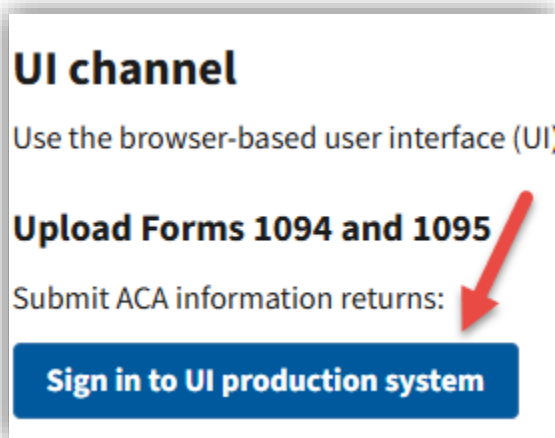 UI channel
Use the browser-based user interface (UI)
Upload Forms 1094 and 1095
Submit ACA information returns:
Sign in to UI production system